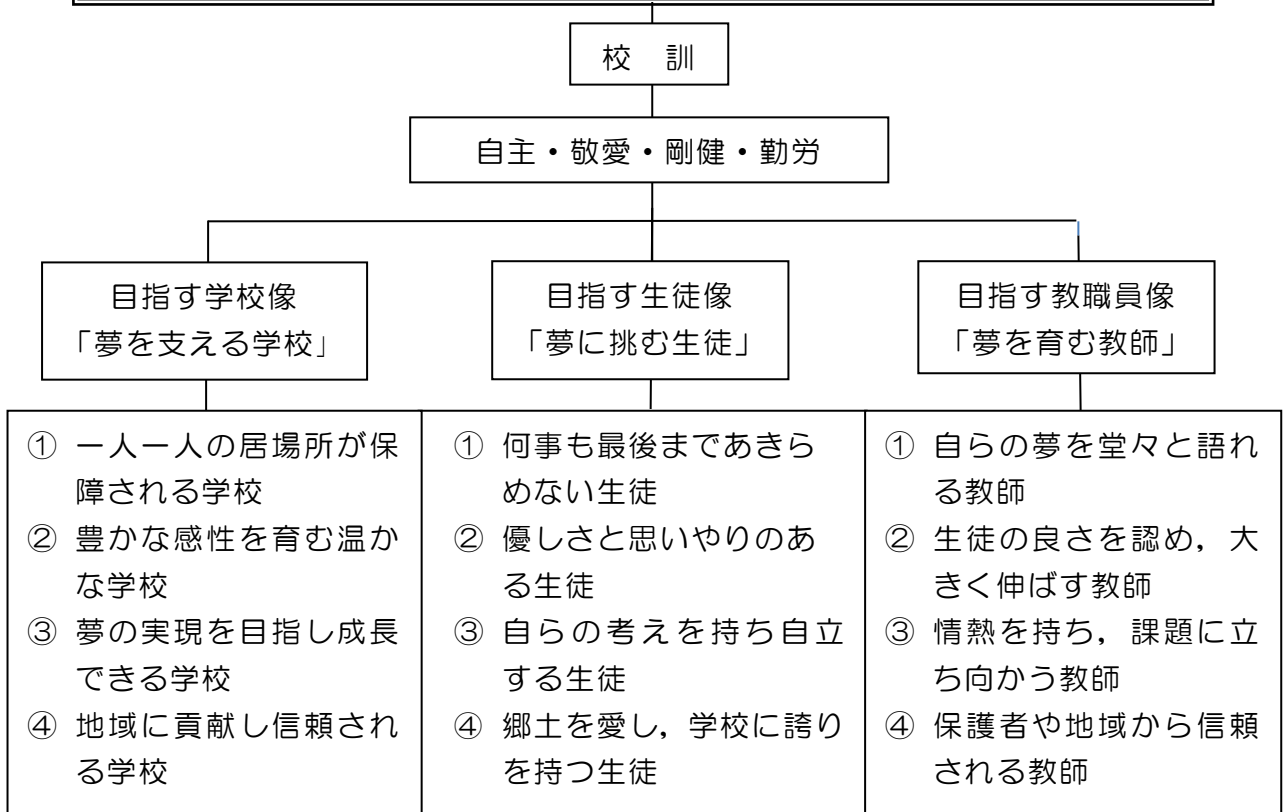 校　訓
自主・敬愛・剛健・勤労
目指す学校像
「夢を支える学校」
目指す生徒像
「夢に挑む生徒」
目指す教職員像
「夢を育む教師」
① 一人一人の居場所が保
障される学校
② 豊かな感性を育む温か
な学校
③ 夢の実現を目指し成長
できる学校
④ 地域に貢献し信頼され
る学校
① 何事も最後まであきら
めない生徒
② 優しさと思いやりのあ
る生徒
③ 自らの考えを持ち自立
する生徒
④ 郷土を愛し，学校に誇り
を持つ生徒
① 自らの夢を堂々と語れ
る教師
② 生徒の良さを認め，大
きく伸ばす教師
③ 情熱を持ち，課題に立
ち向かう教師
④ 保護者や地域から信頼
される教師